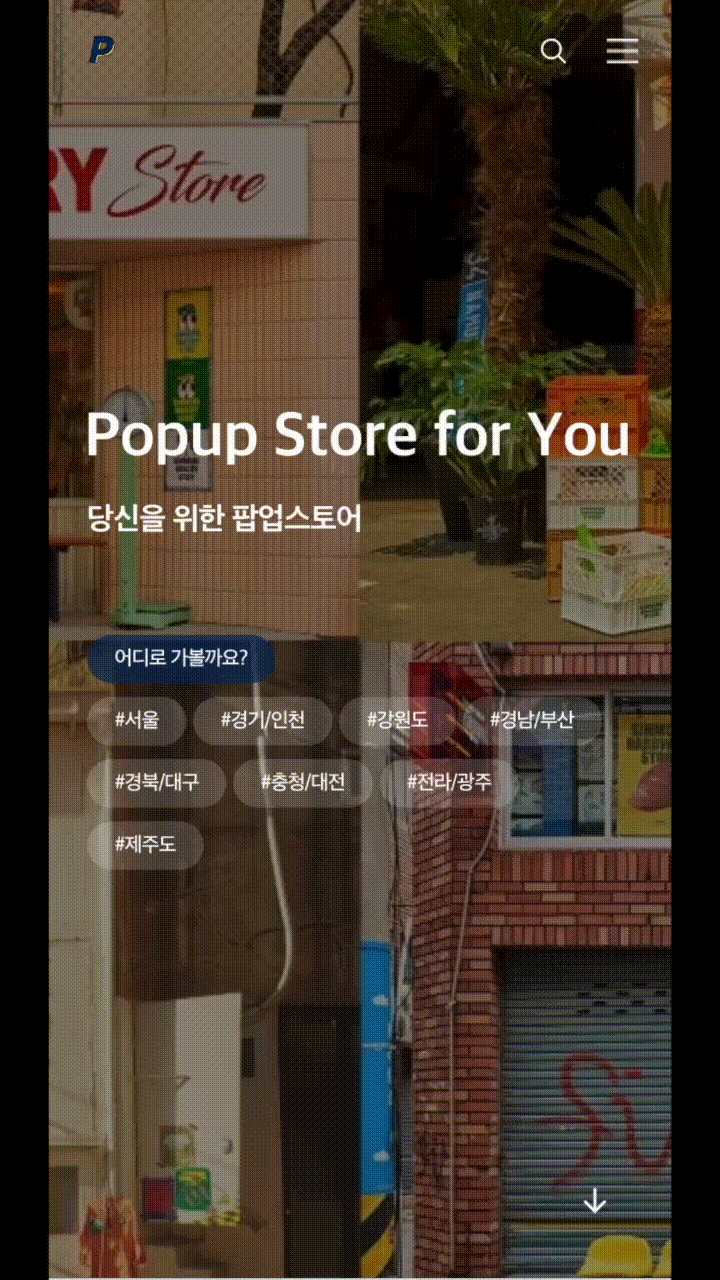 P
RY Store
Popup Store for You
당신을 위한 팝업스토어
어디로 가볼까요?
#서울 #경기/인천 #강원도 #경남/부산
#경북/대구 #충청/대전 #전라/광주
#제주도